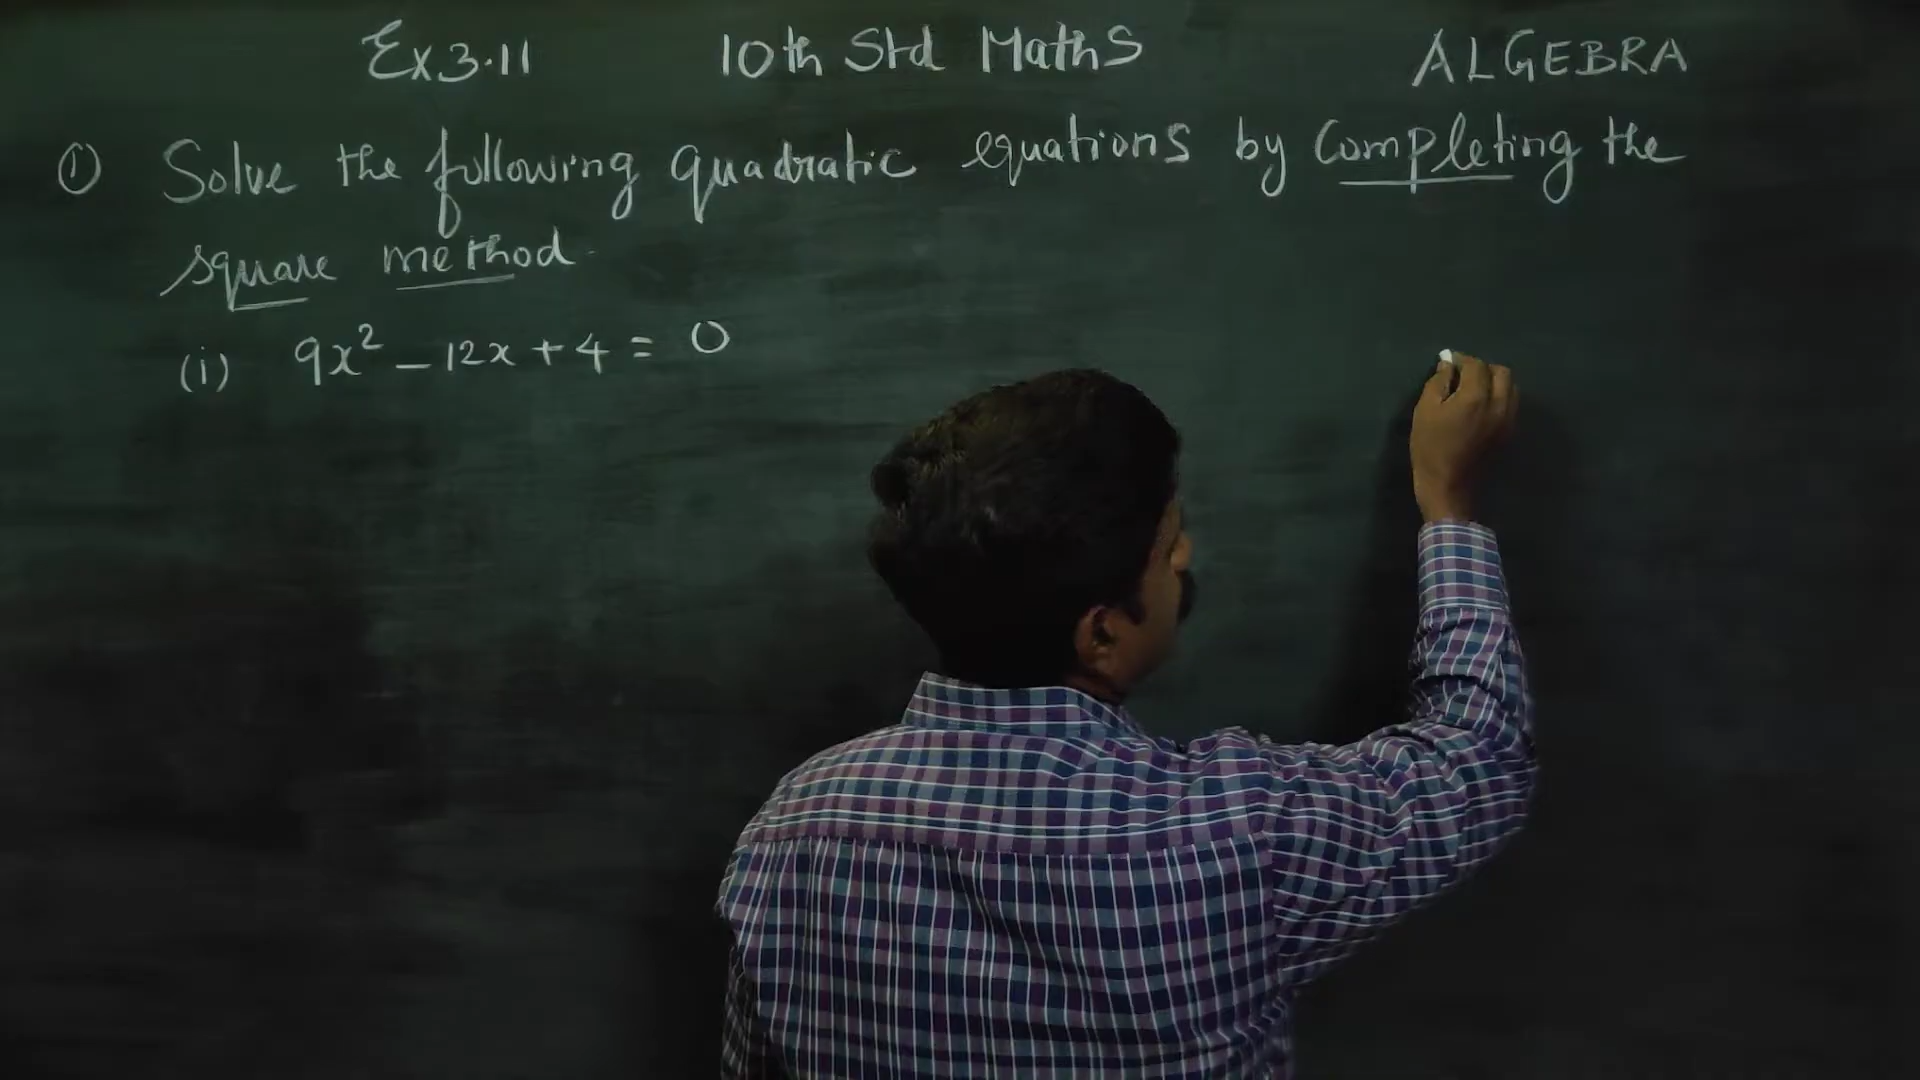 Ex 3.11 10th Std Maths ALGEBRA
① Solve the following quadratic equations by completing the
square method.
(i) 9x² - 12x + 4 = 0